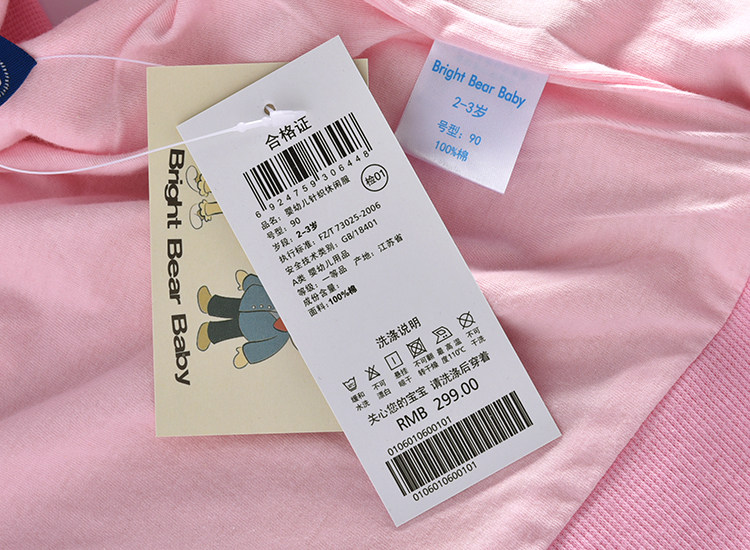 Bright Bear Baby
2-3岁
号型: 90
100%棉
Bright Bear Baby
合格证
6924759306448
品名: 婴幼儿针织休闲服
号型: 90
检01
岁段: 2-3岁
执行标准: FZ/T 73025-2006
安全技术类别: GB/18401
A类 婴幼儿用品
等级: 一等品 产地: 江苏省
成份含量:
面料: 100%棉
洗涤说明
缓和水洗 不可漂白 悬挂晾干 不可翻转干燥 最高温度110℃ 不可干洗
关心您的宝宝 请洗涤后穿着
RMB 299.00
0106010600101
0106010600101